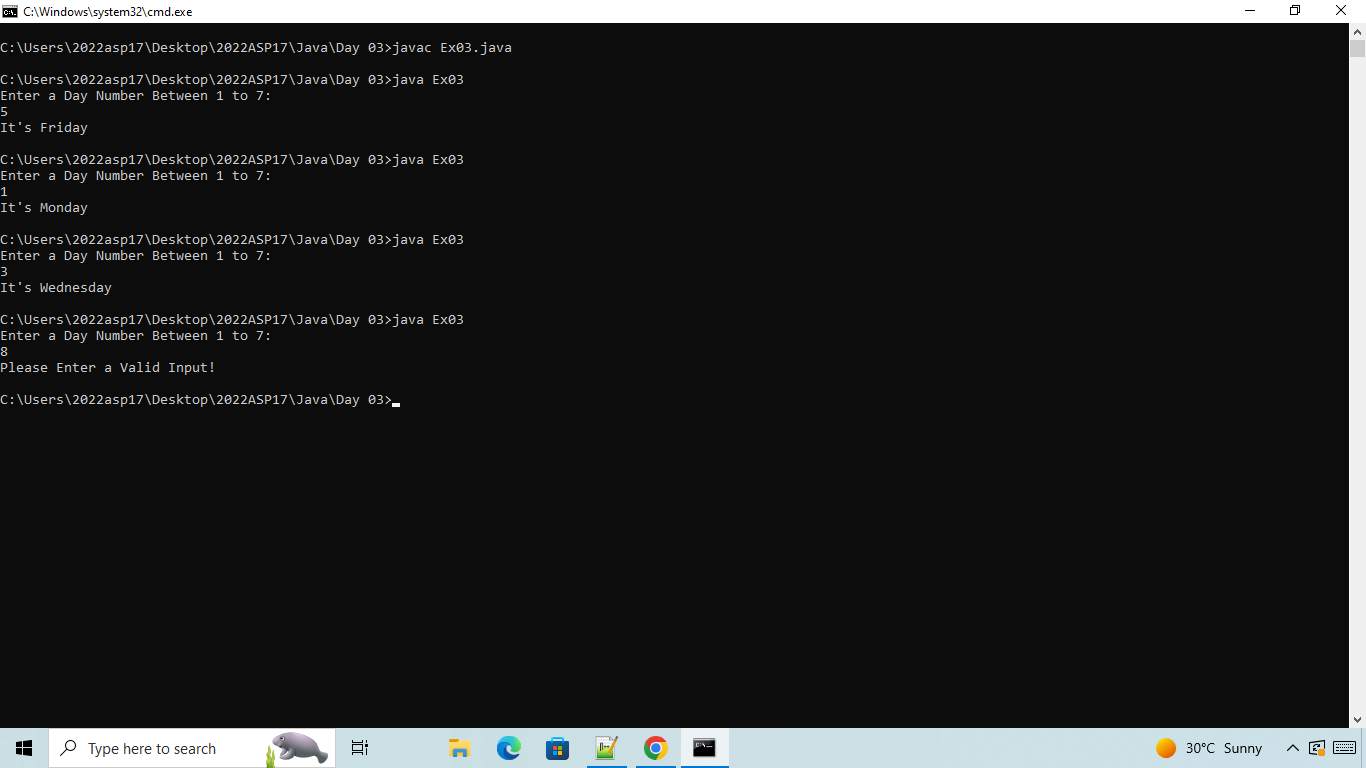 C:\Windows\system32\cmd.exe
C:\Users\2022asp17\Desktop\2022ASP17\Java\Day 03>javac Ex03.java
C:\Users\2022asp17\Desktop\2022ASP17\Java\Day 03>java Ex03
Enter a Day Number Between 1 to 7:
5
It's Friday
C:\Users\2022asp17\Desktop\2022ASP17\Java\Day 03>java Ex03
Enter a Day Number Between 1 to 7:
1
It's Monday
C:\Users\2022asp17\Desktop\2022ASP17\Java\Day 03>java Ex03
Enter a Day Number Between 1 to 7:
3
It's Wednesday
C:\Users\2022asp17\Desktop\2022ASP17\Java\Day 03>java Ex03
Enter a Day Number Between 1 to 7:
8
Please Enter a Valid Input!
C:\Users\2022asp17\Desktop\2022ASP17\Java\Day 03>
Type here to search
30°C Sunny